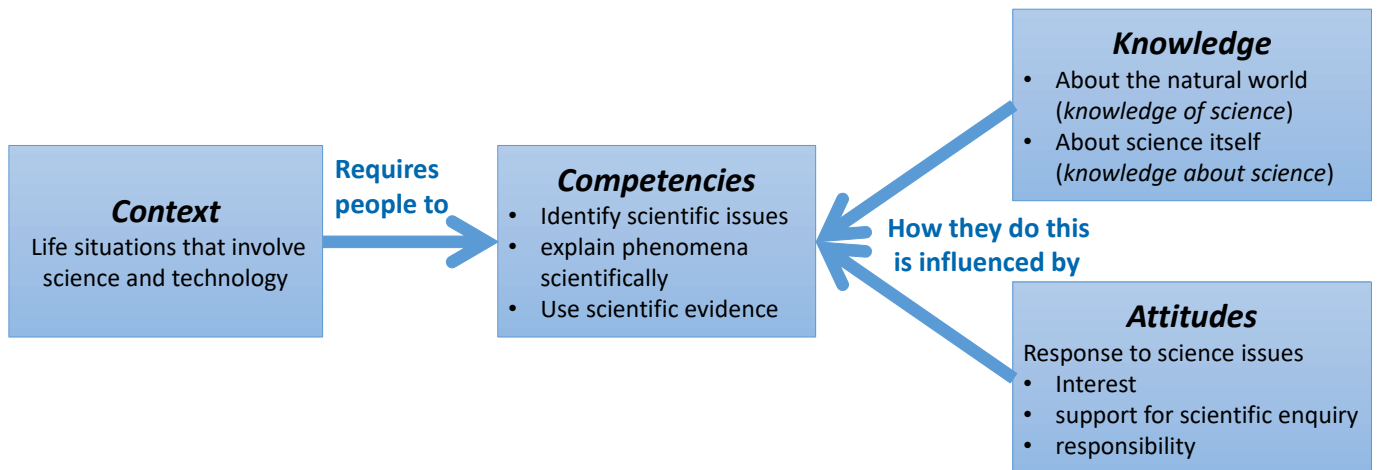 Context
Life situations that involve
science and technology
Requires
people to
Competencies
• Identify scientific issues
• explain phenomena
scientifically
• Use scientific evidence
How they do this
is influenced by
Knowledge
• About the natural world
(knowledge of science)
• About science itself
(knowledge about science)
Attitudes
Response to science issues
• Interest
• support for scientific enquiry
• responsibility